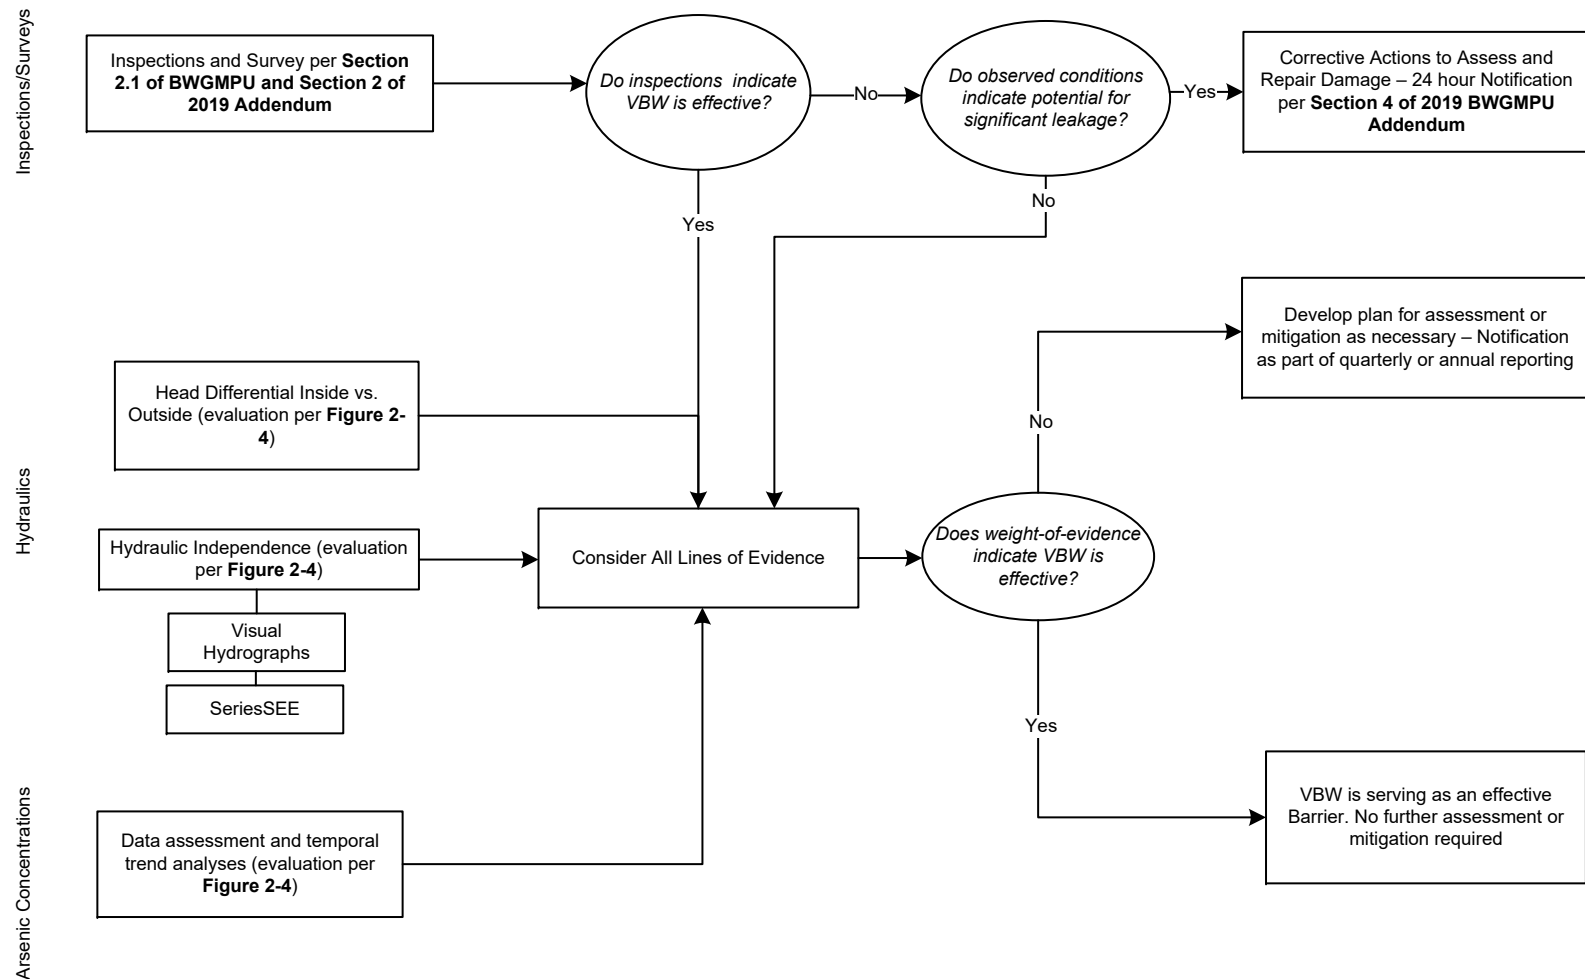 Inspections/Surveys
Inspections and Survey per Section
2.1 of BWGMPU and Section 2 of
2019 Addendum
Do inspections indicate
VBW is effective?
No
Do observed conditions
indicate potential for
significant leakage?
Yes
Corrective Actions to Assess and
Repair Damage – 24 hour Notification
per Section 4 of 2019 BWGMPU
Addendum
Yes
No
Hydraulics
Head Differential Inside vs.
Outside (evaluation per Figure 2-
4)
Hydraulic Independence (evaluation
per Figure 2-4)
Visual
Hydrographs
SeriesSEE
Consider All Lines of Evidence
Does weight-of-evidence
indicate VBW is
effective?
No
Develop plan for assessment or
mitigation as necessary – Notification
as part of quarterly or annual reporting
Yes
VBW is serving as an effective
Barrier. No further assessment or
mitigation required
Arsenic Concentrations
Data assessment and temporal
trend analyses (evaluation per
Figure 2-4)